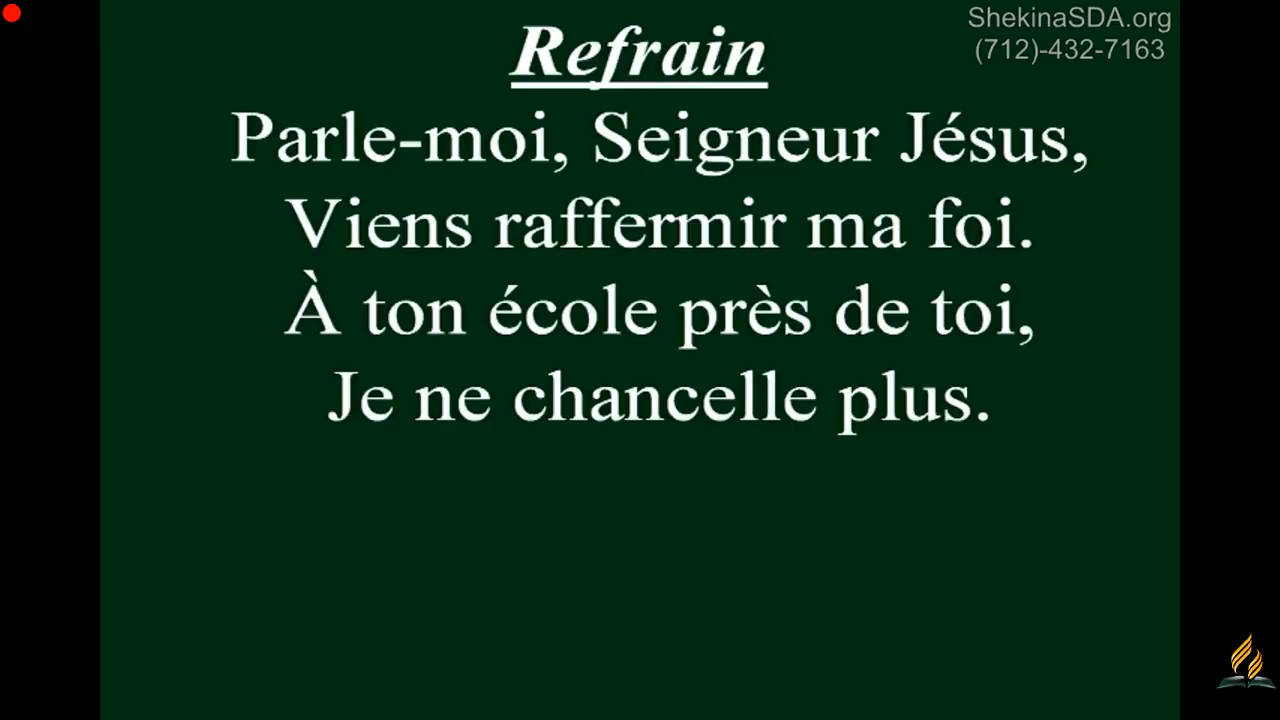 ShekinaSDA.org
(712)-432-7163
Refrain
Parle-moi, Seigneur Jésus,
Viens raffermir ma foi.
À ton école près de toi,
Je ne chancelle plus.